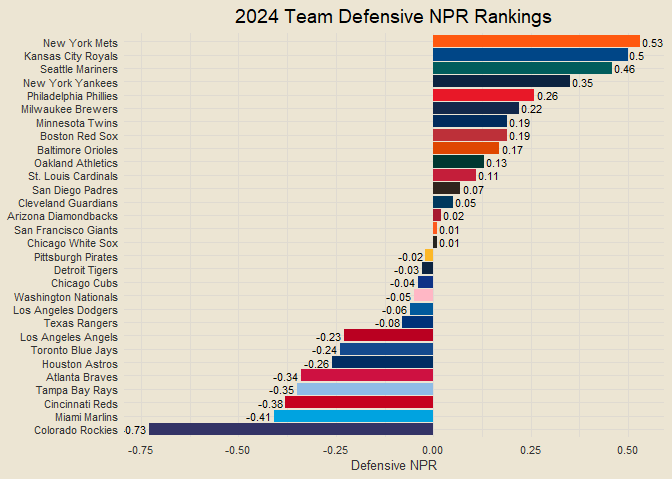 2024 Team Defensive NPR Rankings
New York Mets 0.53
Kansas City Royals 0.5
Seattle Mariners 0.46
New York Yankees 0.35
Philadelphia Phillies 0.26
Milwaukee Brewers 0.22
Minnesota Twins 0.19
Boston Red Sox 0.19
Baltimore Orioles 0.17
Oakland Athletics 0.13
St. Louis Cardinals 0.11
San Diego Padres 0.07
Cleveland Guardians 0.05
Arizona Diamondbacks 0.02
San Francisco Giants 0.01
Chicago White Sox 0.01
Pittsburgh Pirates -0.02
Detroit Tigers -0.03
Chicago Cubs -0.04
Washington Nationals -0.05
Los Angeles Dodgers -0.06
Texas Rangers -0.08
Los Angeles Angels -0.23
Toronto Blue Jays -0.24
Houston Astros -0.26
Atlanta Braves -0.34
Tampa Bay Rays -0.35
Cincinnati Reds -0.38
Miami Marlins -0.41
Colorado Rockies -0.73
-0.75 -0.50 -0.25 0.00 0.25 0.50
Defensive NPR